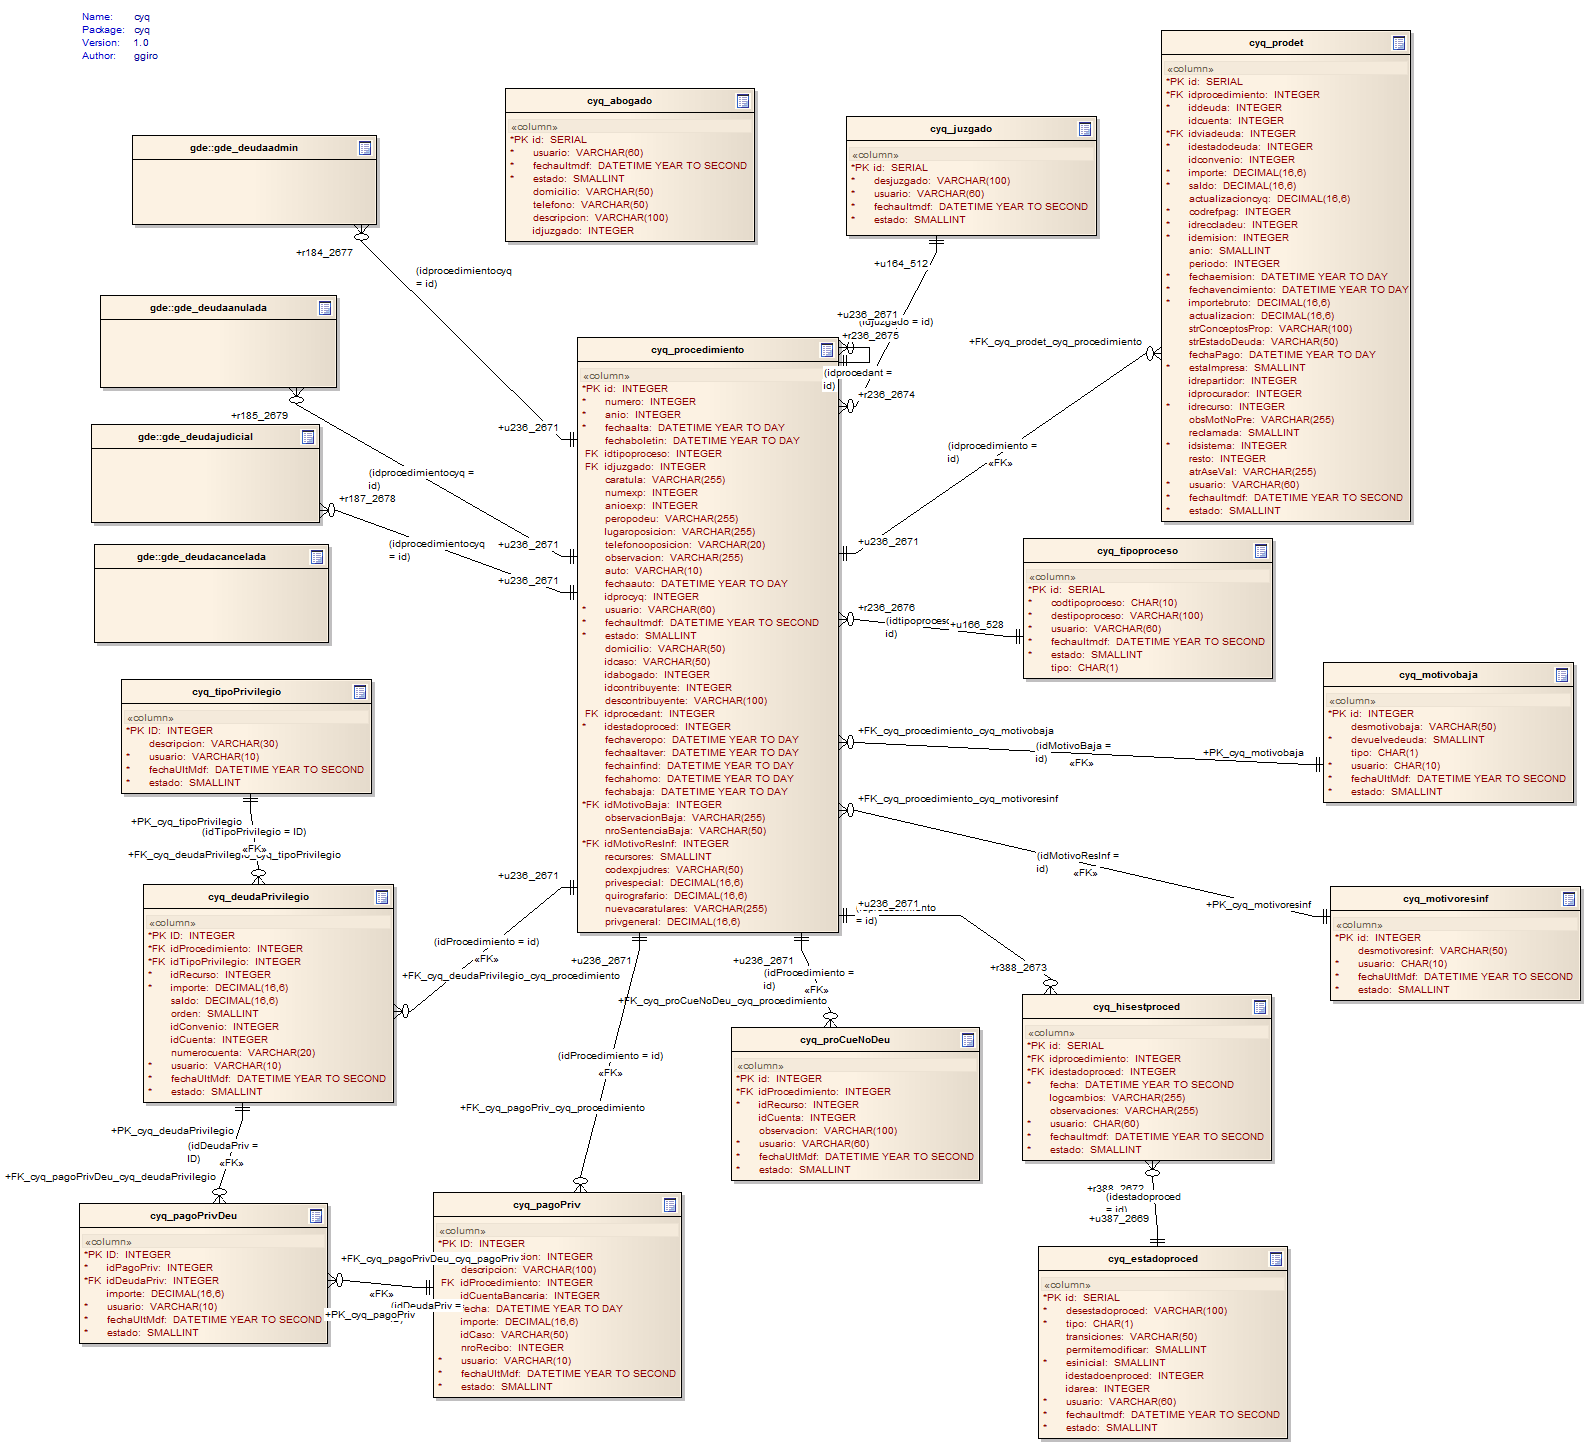 Name: cyq
Package: cyq
Version: 1.0
Author: ggiro
cyq_prodet
«column»
*PK id: SERIAL
*FK idprocedimiento: INTEGER
* iddeuda: INTEGER
idcuenta: INTEGER
*FK idviadeuda: INTEGER
* idestadodeuda: INTEGER
idconvenio: INTEGER
* importe: DECIMAL(16,6)
* saldo: DECIMAL(16,6)
actualizacioncyq: DECIMAL(16,6)
* codrefpag: INTEGER
* idreccladeu: INTEGER
* idemision: INTEGER
anio: SMALLINT
periodo: INTEGER
* fechaemision: DATETIME YEAR TO DAY
* fechavencimiento: DATETIME YEAR TO DAY
* importebruto: DECIMAL(16,6)
actualizacion: DECIMAL(16,6)
strConceptosProp: VARCHAR(100)
strEstadoDeuda: VARCHAR(50)
fechaPago: DATETIME YEAR TO DAY
* estaImpresa: SMALLINT
idrepartidor: INTEGER
idprocurador: INTEGER
* idrecurso: INTEGER
obsMotNoPre: VARCHAR(255)
reclamada: SMALLINT
* idsistema: INTEGER
resto: INTEGER
atrAseVal: VARCHAR(255)
* usuario: VARCHAR(60)
* fechaultmdf: DATETIME YEAR TO SECOND
* estado: SMALLINT
cyq_abogado
«column»
*PK id: SERIAL
* usuario: VARCHAR(60)
* fechaultmdf: DATETIME YEAR TO SECOND
* estado: SMALLINT
domicilio: VARCHAR(50)
telefono: VARCHAR(50)
descripcion: VARCHAR(100)
idjuzgado: INTEGER
cyq_juzgado
«column»
*PK id: SERIAL
* desjuzgado: VARCHAR(100)
* usuario: VARCHAR(60)
* fechaultmdf: DATETIME YEAR TO SECOND
* estado: SMALLINT
gde::gde_deudaadmin
+r184_2677
(idprocedimientocyq
= id)
+u236_2671
gde::gde_deudaanulada
+r185_2679
(idprocedimientocyq =
id)
+u236_2671
gde::gde_deudajudicial
+r187_2678
(idprocedimientocyq
= id)
+u236_2671
gde::gde_deudacancelada
+u164_512
+u236_2671
(idjuzgado = id)
+r236_2675
(idprocedant =
id)
+r236_2674
+FK_cyq_prodet_cyq_procedimiento
(idprocedimiento =
id)
«FK»
+u236_2671
cyq_procedimiento
«column»
*PK id: INTEGER
* numero: INTEGER
* anio: INTEGER
* fechaalta: DATETIME YEAR TO DAY
fechaboletin: DATETIME YEAR TO DAY
FK idtipoproceso: INTEGER
FK idjuzgado: INTEGER
caratula: VARCHAR(255)
numexp: INTEGER
anioexp: INTEGER
peropodeu: VARCHAR(255)
lugaroposicion: VARCHAR(255)
telefonooposicion: VARCHAR(20)
observacion: VARCHAR(255)
auto: VARCHAR(10)
fechaauto: DATETIME YEAR TO DAY
idprocyq: INTEGER
* usuario: VARCHAR(60)
* fechaultmdf: DATETIME YEAR TO SECOND
* estado: SMALLINT
domicilio: VARCHAR(50)
idcaso: VARCHAR(50)
idabogado: INTEGER
idcontribuyente: INTEGER
descontribuyente: VARCHAR(100)
FK idprocedant: INTEGER
* idestadoproced: INTEGER
fechaveropo: DATETIME YEAR TO DAY
fechaaltaver: DATETIME YEAR TO DAY
fechainfind: DATETIME YEAR TO DAY
fechahomo: DATETIME YEAR TO DAY
fechabaja: DATETIME YEAR TO DAY
*FK idMotivoBaja: INTEGER
observacionBaja: VARCHAR(255)
nroSentenciaBaja: VARCHAR(50)
*FK idMotivoResInf: INTEGER
recursores: SMALLINT
codexpjudres: VARCHAR(50)
privespecial: DECIMAL(16,6)
quirografario: DECIMAL(16,6)
nuevacaratulares: VARCHAR(255)
privgeneral: DECIMAL(16,6)
cyq_tipoproceso
«column»
*PK id: SERIAL
* codtipoproceso: CHAR(10)
* destipoproceso: VARCHAR(100)
* usuario: VARCHAR(60)
* fechaultmdf: DATETIME YEAR TO SECOND
* estado: SMALLINT
tipo: CHAR(1)
+r236_2676
id)
+u166_528
cyq_motivobaja
«column»
*PK id: INTEGER
desmotivobaja: VARCHAR(50)
* devuelvedeuda: SMALLINT
tipo: CHAR(1)
* usuario: CHAR(10)
* fechaUltMdf: DATETIME YEAR TO SECOND
* estado: SMALLINT
+FK_cyq_procedimiento_cyq_motivobaja
(idMotivoBaja =
id)
«FK»
+PK_cyq_motivobaja
+FK_cyq_procedimiento_cyq_motivoresinf
(idMotivoResInf =
id)
«FK»
+PK_cyq_motivoresinf
cyq_motivoresinf
«column»
*PK id: INTEGER
desmotivoresinf: VARCHAR(50)
* usuario: CHAR(10)
* fechaUltMdf: DATETIME YEAR TO SECOND
* estado: SMALLINT
cyq_tipoPrivilegio
«column»
*PK ID: INTEGER
descripcion: VARCHAR(30)
* usuario: VARCHAR(10)
* fechaUltMdf: DATETIME YEAR TO SECOND
* estado: SMALLINT
+PK_cyq_tipoPrivilegio
(idTipoPrivilegio = ID)
«FK»
+FK_cyq_deudaPrivilegio_cyq_tipoPrivilegio
cyq_deudaPrivilegio
«column»
*PK ID: INTEGER
*FK idProcedimiento: INTEGER
*FK idTipoPrivilegio: INTEGER
* idRecurso: INTEGER
* importe: DECIMAL(16,6)
saldo: DECIMAL(16,6)
orden: SMALLINT
idConvenio: INTEGER
idCuenta: INTEGER
numerocuenta: VARCHAR(20)
* usuario: VARCHAR(10)
* fechaUltMdf: DATETIME YEAR TO SECOND
* estado: SMALLINT
+u236_2671
(idProcedimiento = id)
«FK»
+FK_cyq_deudaPrivilegio_cyq_procedimiento
+u236_2671
(idProcedimiento = id)
«FK»
+FK_cyq_pagoPriv_cyq_procedimiento
+u236_2671
(idProcedimiento =
id)
«FK»
+FK_cyq_proCueNoDeu_cyq_procedimiento
+u236_2671
= id)
+r388_2673
cyq_proCueNoDeu
«column»
*PK id: INTEGER
*FK idProcedimiento: INTEGER
* idRecurso: INTEGER
idCuenta: INTEGER
observacion: VARCHAR(100)
* usuario: VARCHAR(60)
* fechaUltMdf: DATETIME YEAR TO SECOND
* estado: SMALLINT
cyq_hisestproced
«column»
*PK id: SERIAL
*FK idprocedimiento: INTEGER
*FK idestadoproced: INTEGER
* fecha: DATETIME YEAR TO SECOND
logcambios: VARCHAR(255)
observaciones: VARCHAR(255)
* usuario: CHAR(60)
* fechaultmdf: DATETIME YEAR TO SECOND
* estado: SMALLINT
+r388_2672
(idestadoproced
= id)
+u387_2669
cyq_estadoproced
«column»
*PK id: SERIAL
* desestadoproced: VARCHAR(100)
* tipo: CHAR(1)
transiciones: VARCHAR(50)
permitemodificar: SMALLINT
* esinicial: SMALLINT
idestadoenproced: INTEGER
idarea: INTEGER
* usuario: VARCHAR(60)
* fechaultmdf: DATETIME YEAR TO SECOND
* estado: SMALLINT
+PK_cyq_deudaPrivilegio
(idDeudaPriv =
ID)
«FK»
+FK_cyq_pagoPrivDeu_cyq_deudaPrivilegio
cyq_pagoPrivDeu
«column»
*PK ID: INTEGER
* idPagoPriv: INTEGER
*FK idDeudaPriv: INTEGER
importe: DECIMAL(16,6)
* usuario: VARCHAR(10)
* fechaUltMdf: DATETIME YEAR TO SECOND
* estado: SMALLINT
+FK_cyq_pagoPrivDeu_cyq_pagoPriv
«FK»
(idDeudaPriv =
+PK_cyq_pagoPriv
cyq_pagoPriv
«column»
*PK ID: INTEGER
INTEGER
descripcion: VARCHAR(100)
FK idProcedimiento: INTEGER
idCuentaBancaria: INTEGER
fecha: DATETIME YEAR TO DAY
importe: DECIMAL(16,6)
idCaso: VARCHAR(50)
nroRecibo: INTEGER
* usuario: VARCHAR(10)
* fechaUltMdf: DATETIME YEAR TO SECOND
* estado: SMALLINT